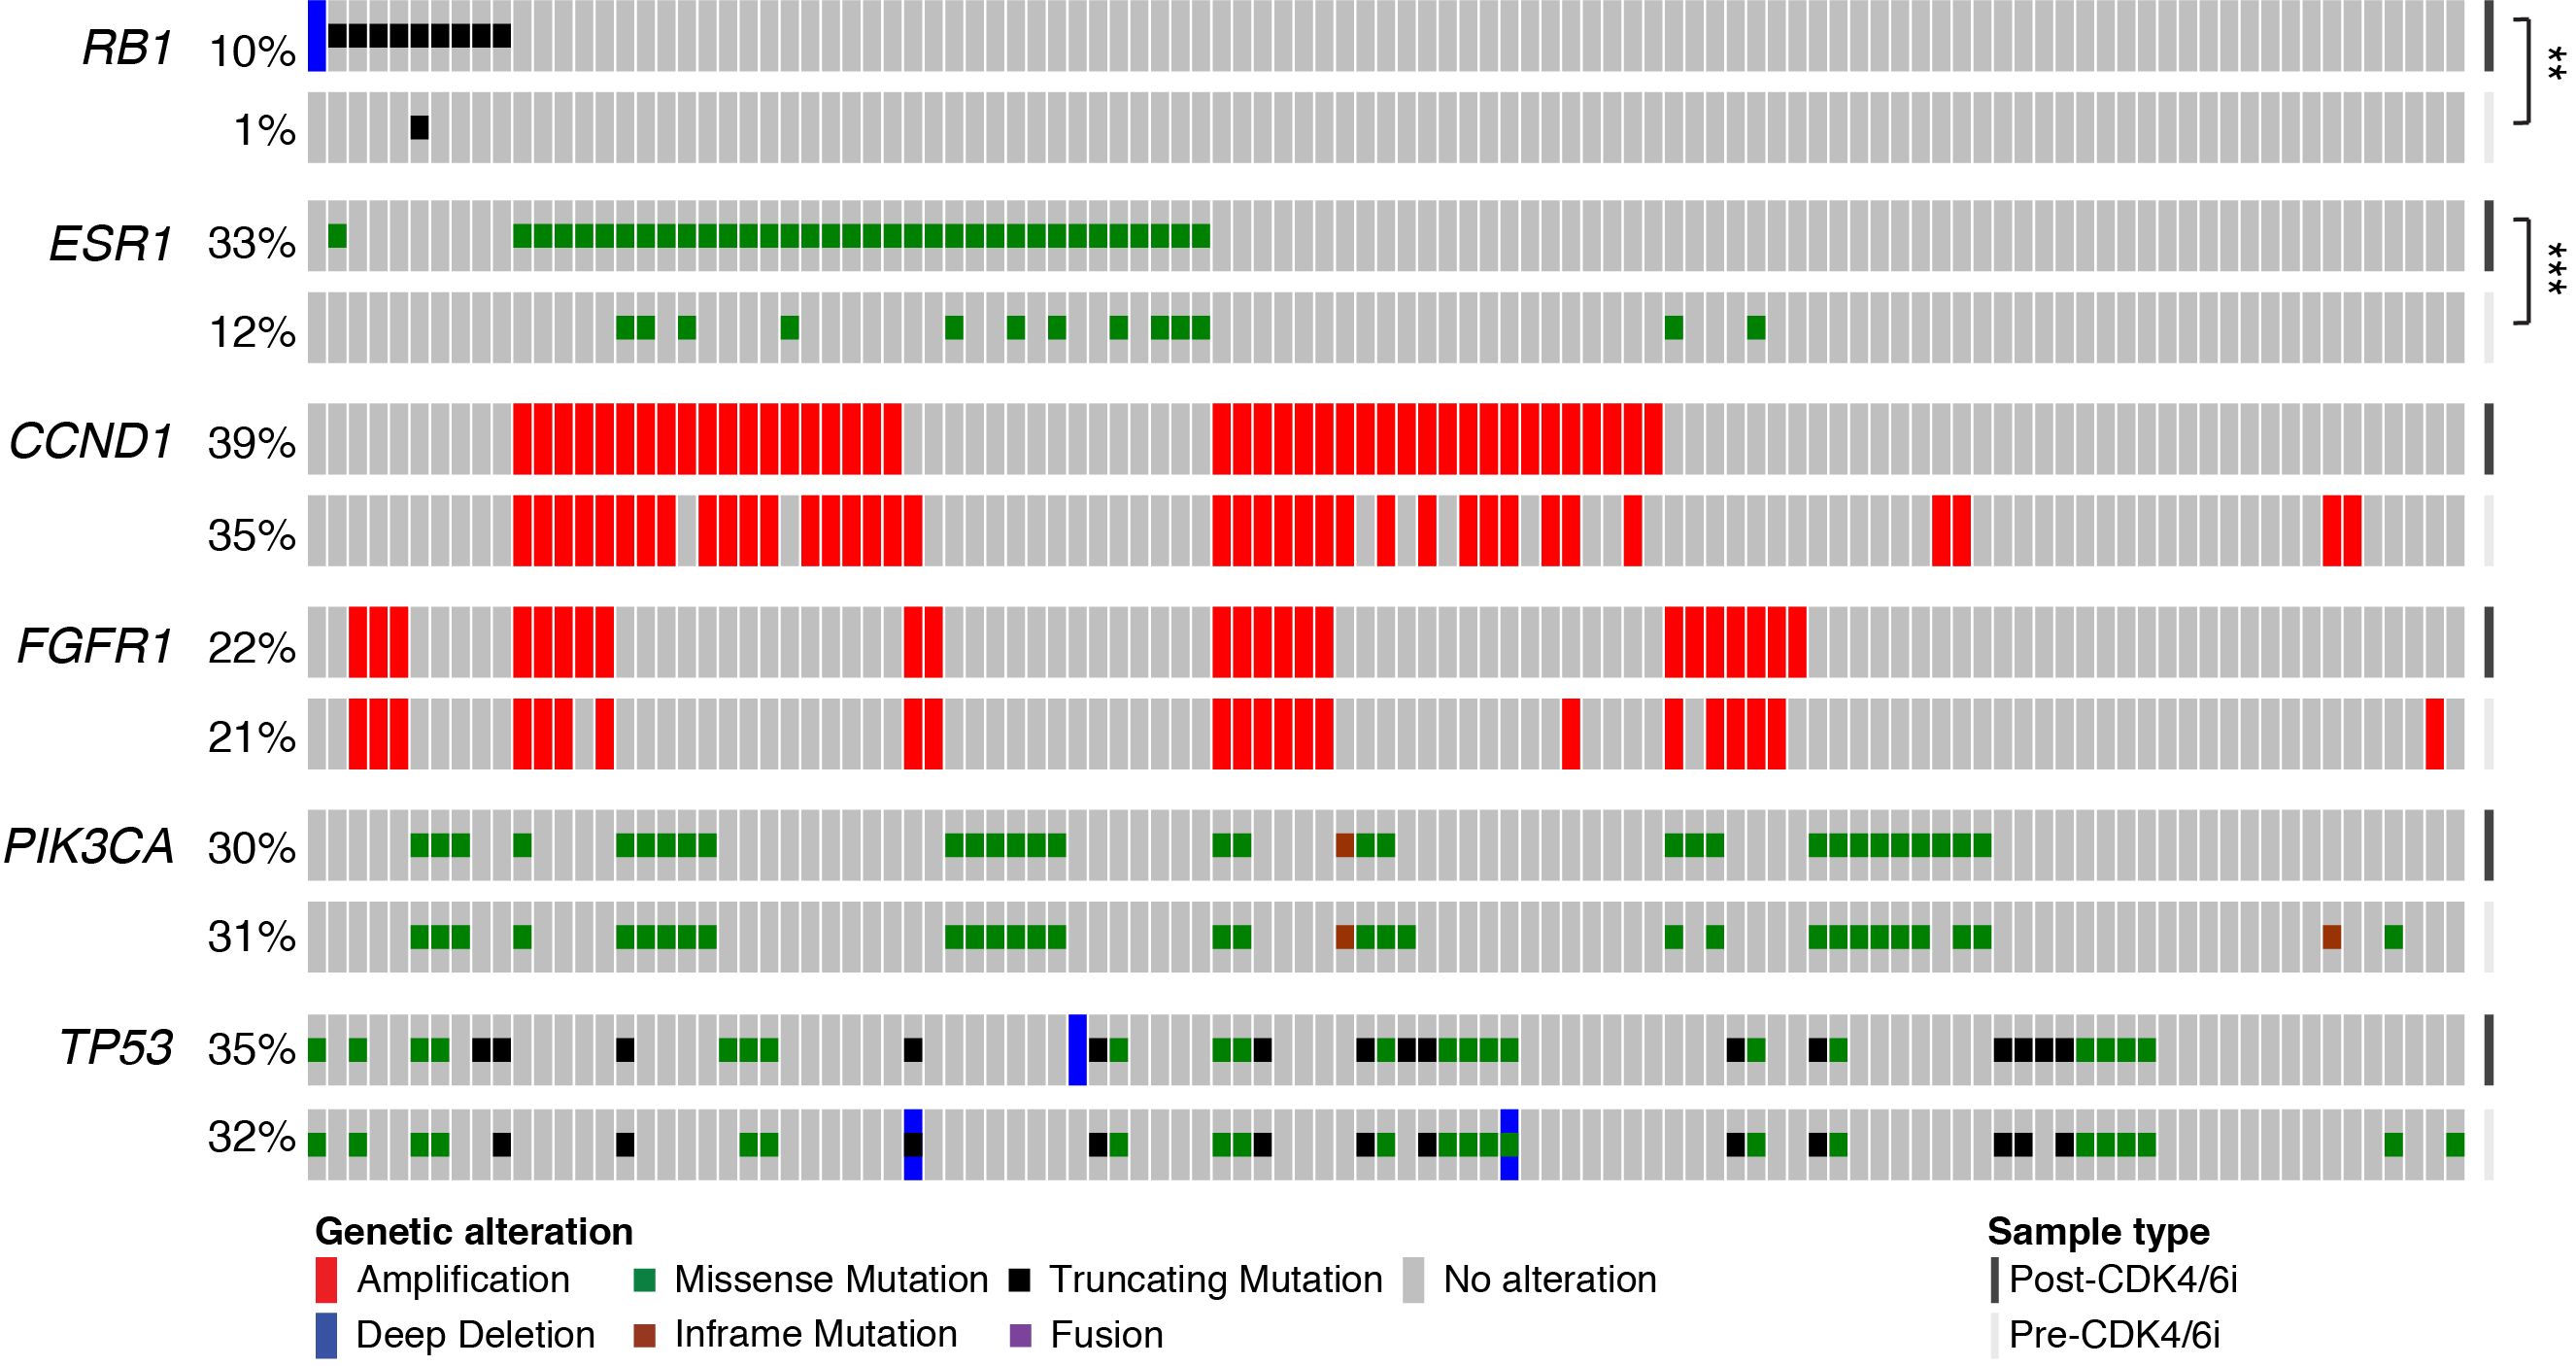 RB1 10%
**
1%
ESR1 33%
***
12%
CCND1 39%
35%
FGFR1 22%
21%
PIK3CA 30%
31%
TP53 35%
32%
Genetic alteration Sample type
Amplification Missense Mutation Truncating Mutation No alteration Post-CDK4/6i
Deep Deletion Inframe Mutation Fusion Pre-CDK4/6i